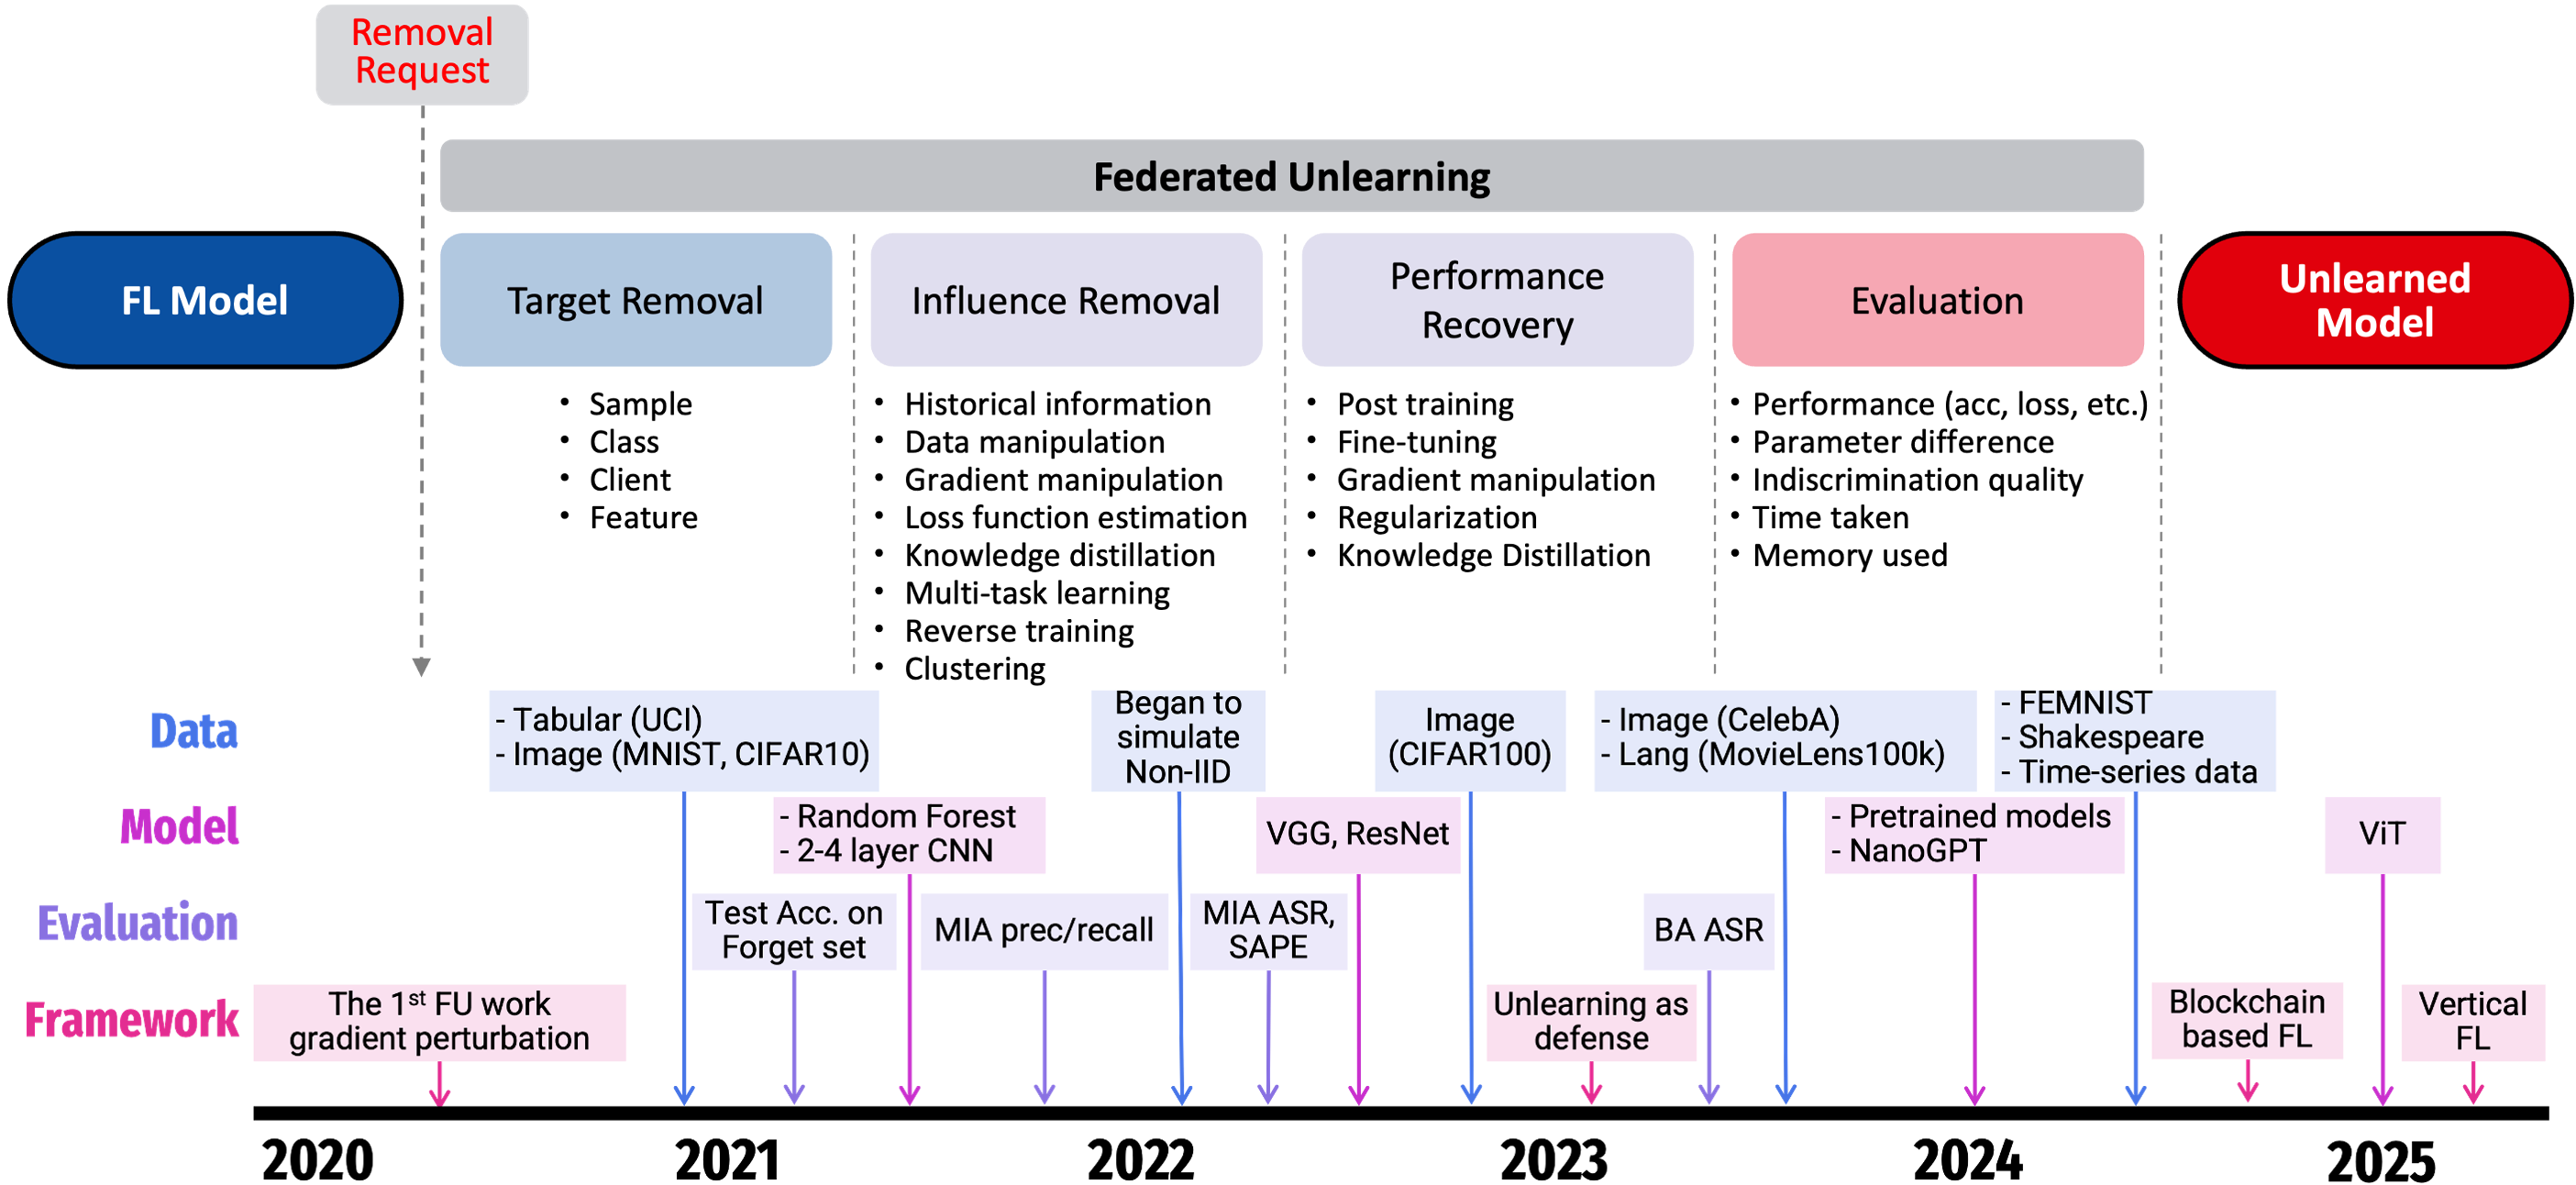 Removal
Request
Federated Unlearning
FL Model
Target Removal
Influence Removal
Performance
Recovery
Evaluation
Unlearned
Model
• Sample
• Class
• Client
• Feature
• Historical information
• Data manipulation
• Gradient manipulation
• Loss function estimation
• Knowledge distillation
• Multi-task learning
• Reverse training
• Clustering
• Post training
• Fine-tuning
• Gradient manipulation
• Regularization
• Knowledge Distillation
• Performance (acc, loss, etc.)
• Parameter difference
• Indiscrimination quality
• Time taken
• Memory used
Data
- Tabular (UCI)
- Image (MNIST, CIFAR10)
Began to
simulate
Non-IID
Image
(CIFAR100)
- Image (CelebA)
- Lang (MovieLens100k)
- FEMNIST
- Shakespeare
- Time-series data
Model
- Random Forest
- 2-4 layer CNN
VGG, ResNet
- Pretrained models
- NanoGPT
ViT
Evaluation
Test Acc. on
Forget set
MIA prec/recall
MIA ASR,
SAPE
BA ASR
Framework
The 1st FU work
gradient perturbation
Unlearning as
defense
Blockchain
based FL
Vertical
FL
2020
2021
2022
2023
2024
2025